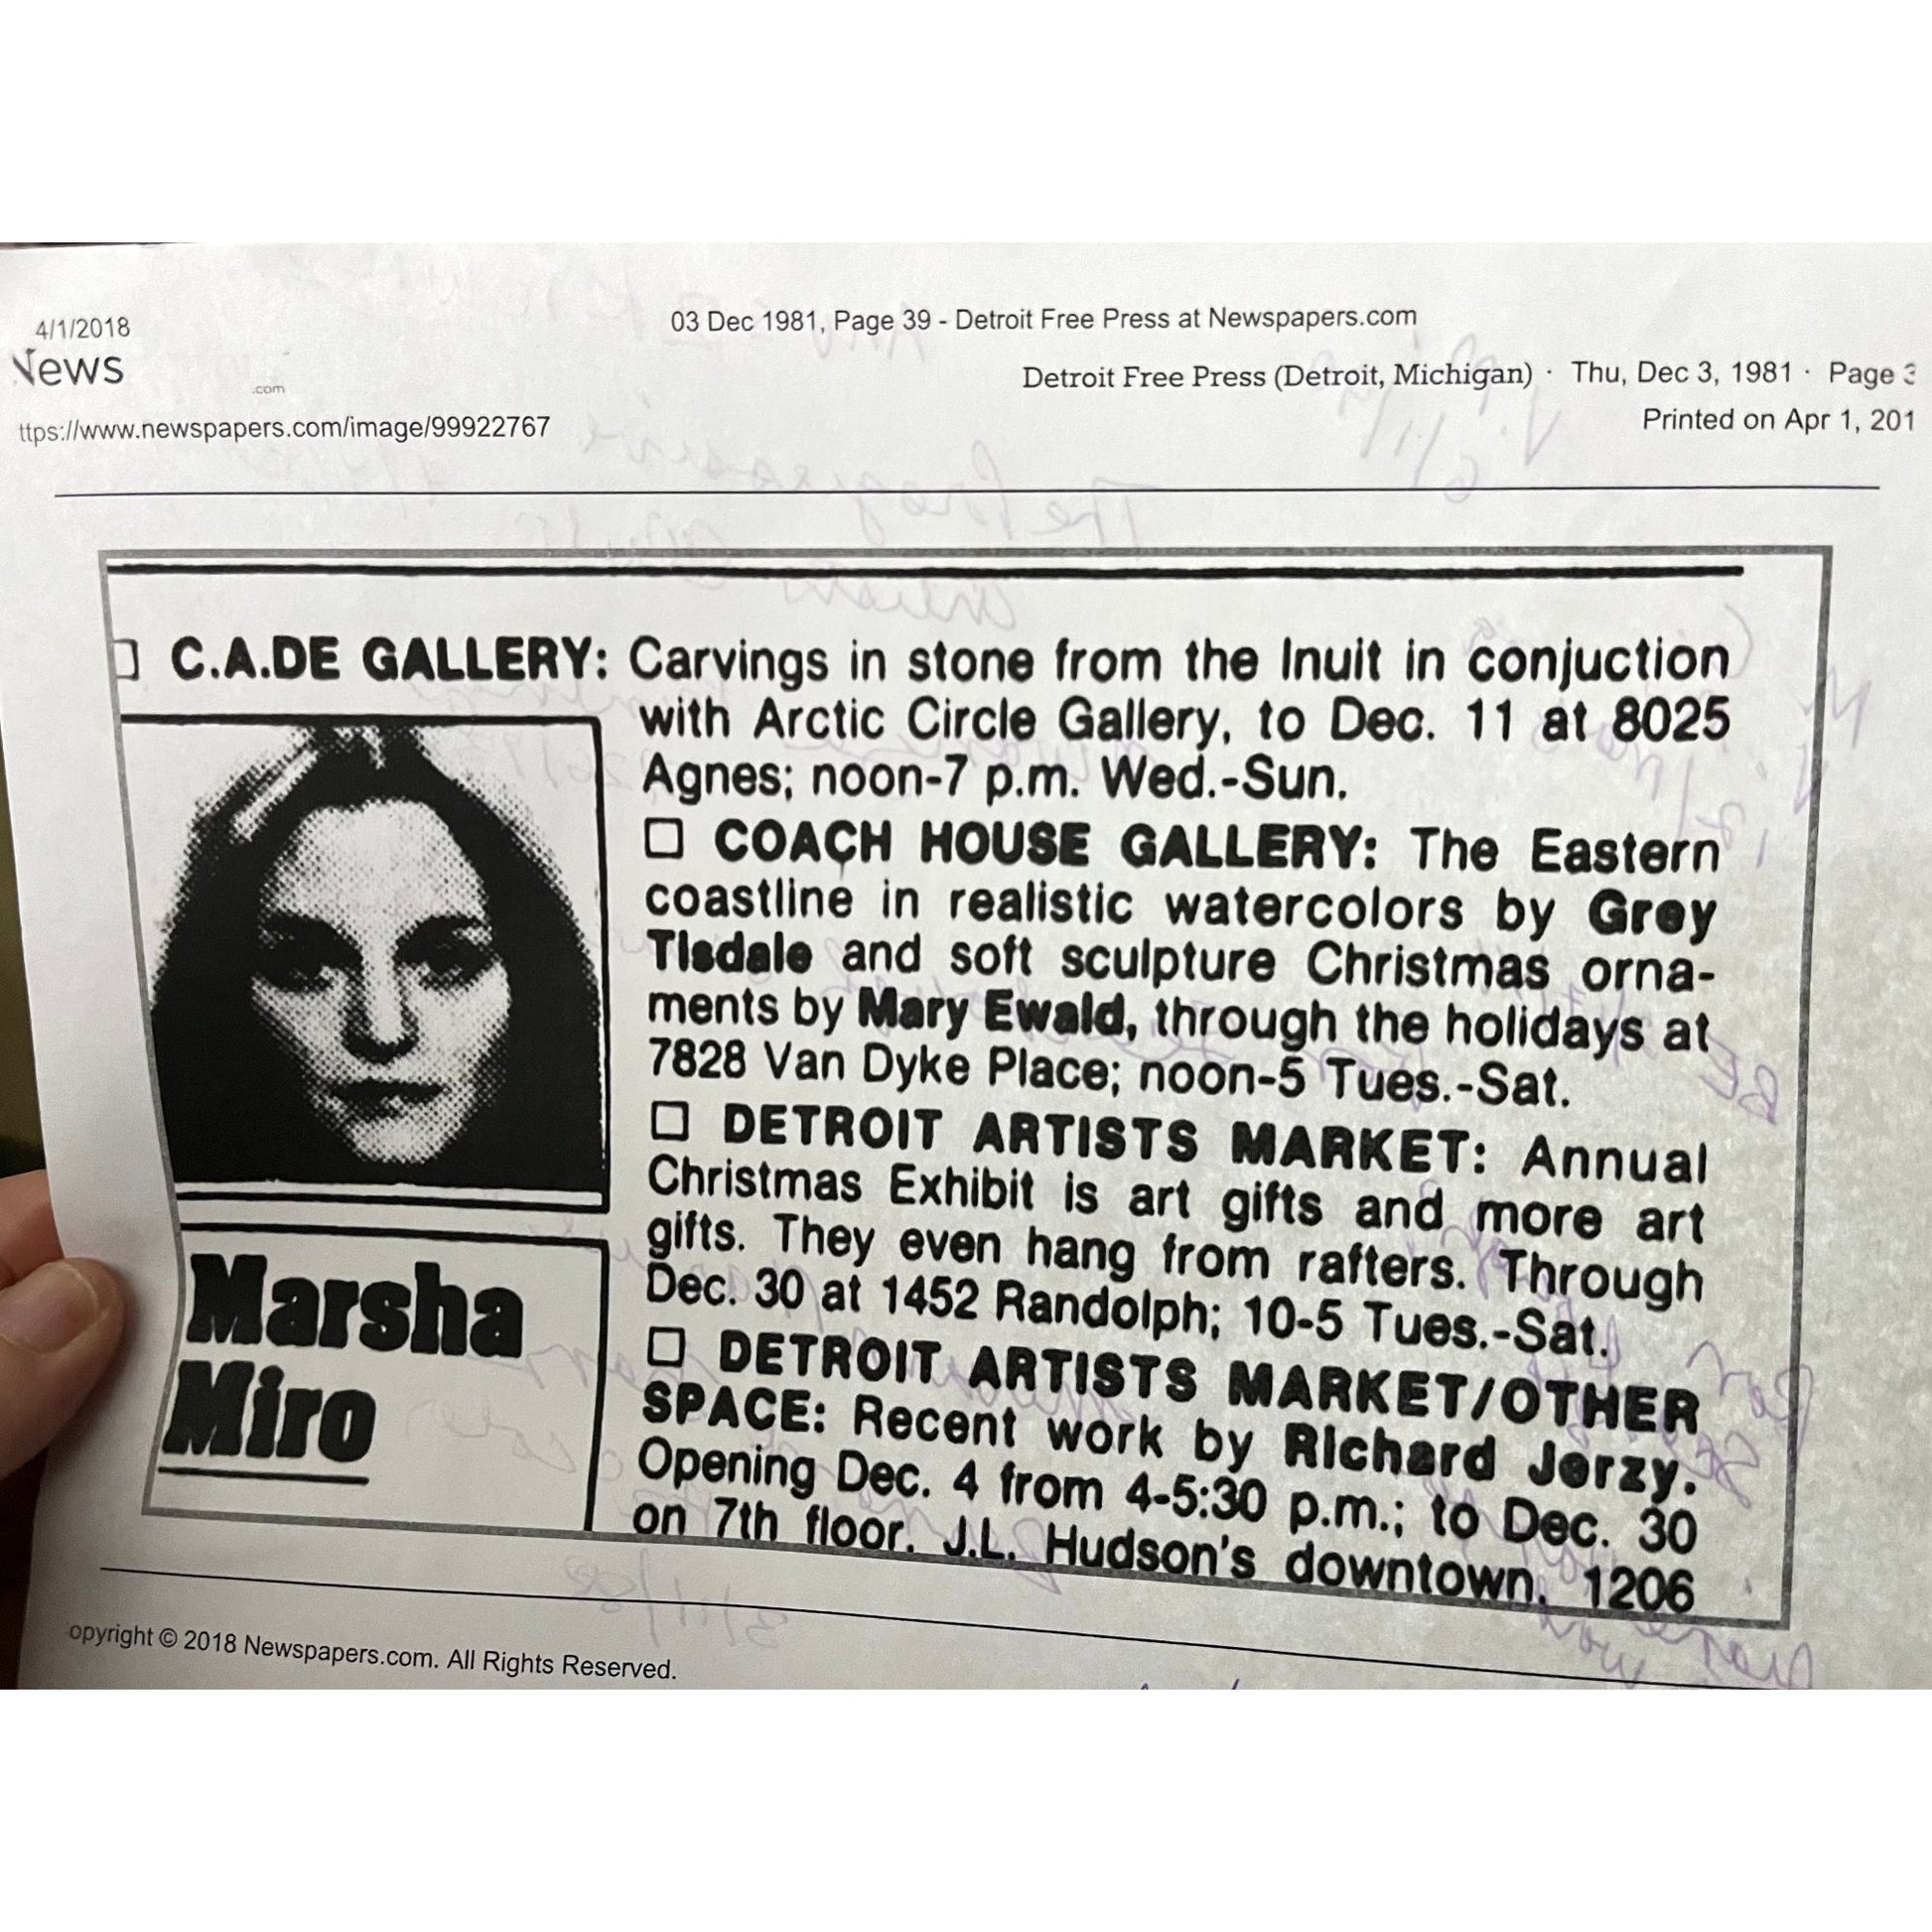 4/1/2018
03 Dec 1981, Page 39 - Detroit Free Press at Newspapers.com
News
.com
Detroit Free Press (Detroit, Michigan) · Thu, Dec 3, 1981 · Page 3
ttps://www.newspapers.com/image/99922767
Printed on Apr 1, 201
C.A.DE GALLERY: Carvings in stone from the Inuit in conjuction
with Arctic Circle Gallery, to Dec. 11 at 8025
Agnes; noon-7 p.m. Wed.-Sun.
□ COACH HOUSE GALLERY: The Eastern
coastline in realistic watercolors by Grey
Tisdale and soft sculpture Christmas orna-
ments by Mary Ewald, through the holidays at
7828 Van Dyke Place; noon-5 Tues.-Sat.
□ DETROIT ARTISTS MARKET: Annual
Christmas Exhibit is art gifts and more art
gifts. They even hang from rafters. Through
Dec. 30 at 1452 Randolph; 10-5 Tues.-Sat.
□ DETROIT ARTISTS MARKET/OTHER
SPACE: Recent work by Richard Jerzy.
Opening Dec. 4 from 4-5:30 p.m.; to Dec. 30
on 7th floor, J.L. Hudson's downtown, 1206
Marsha
Miro
opyright © 2018 Newspapers.com. All Rights Reserved.